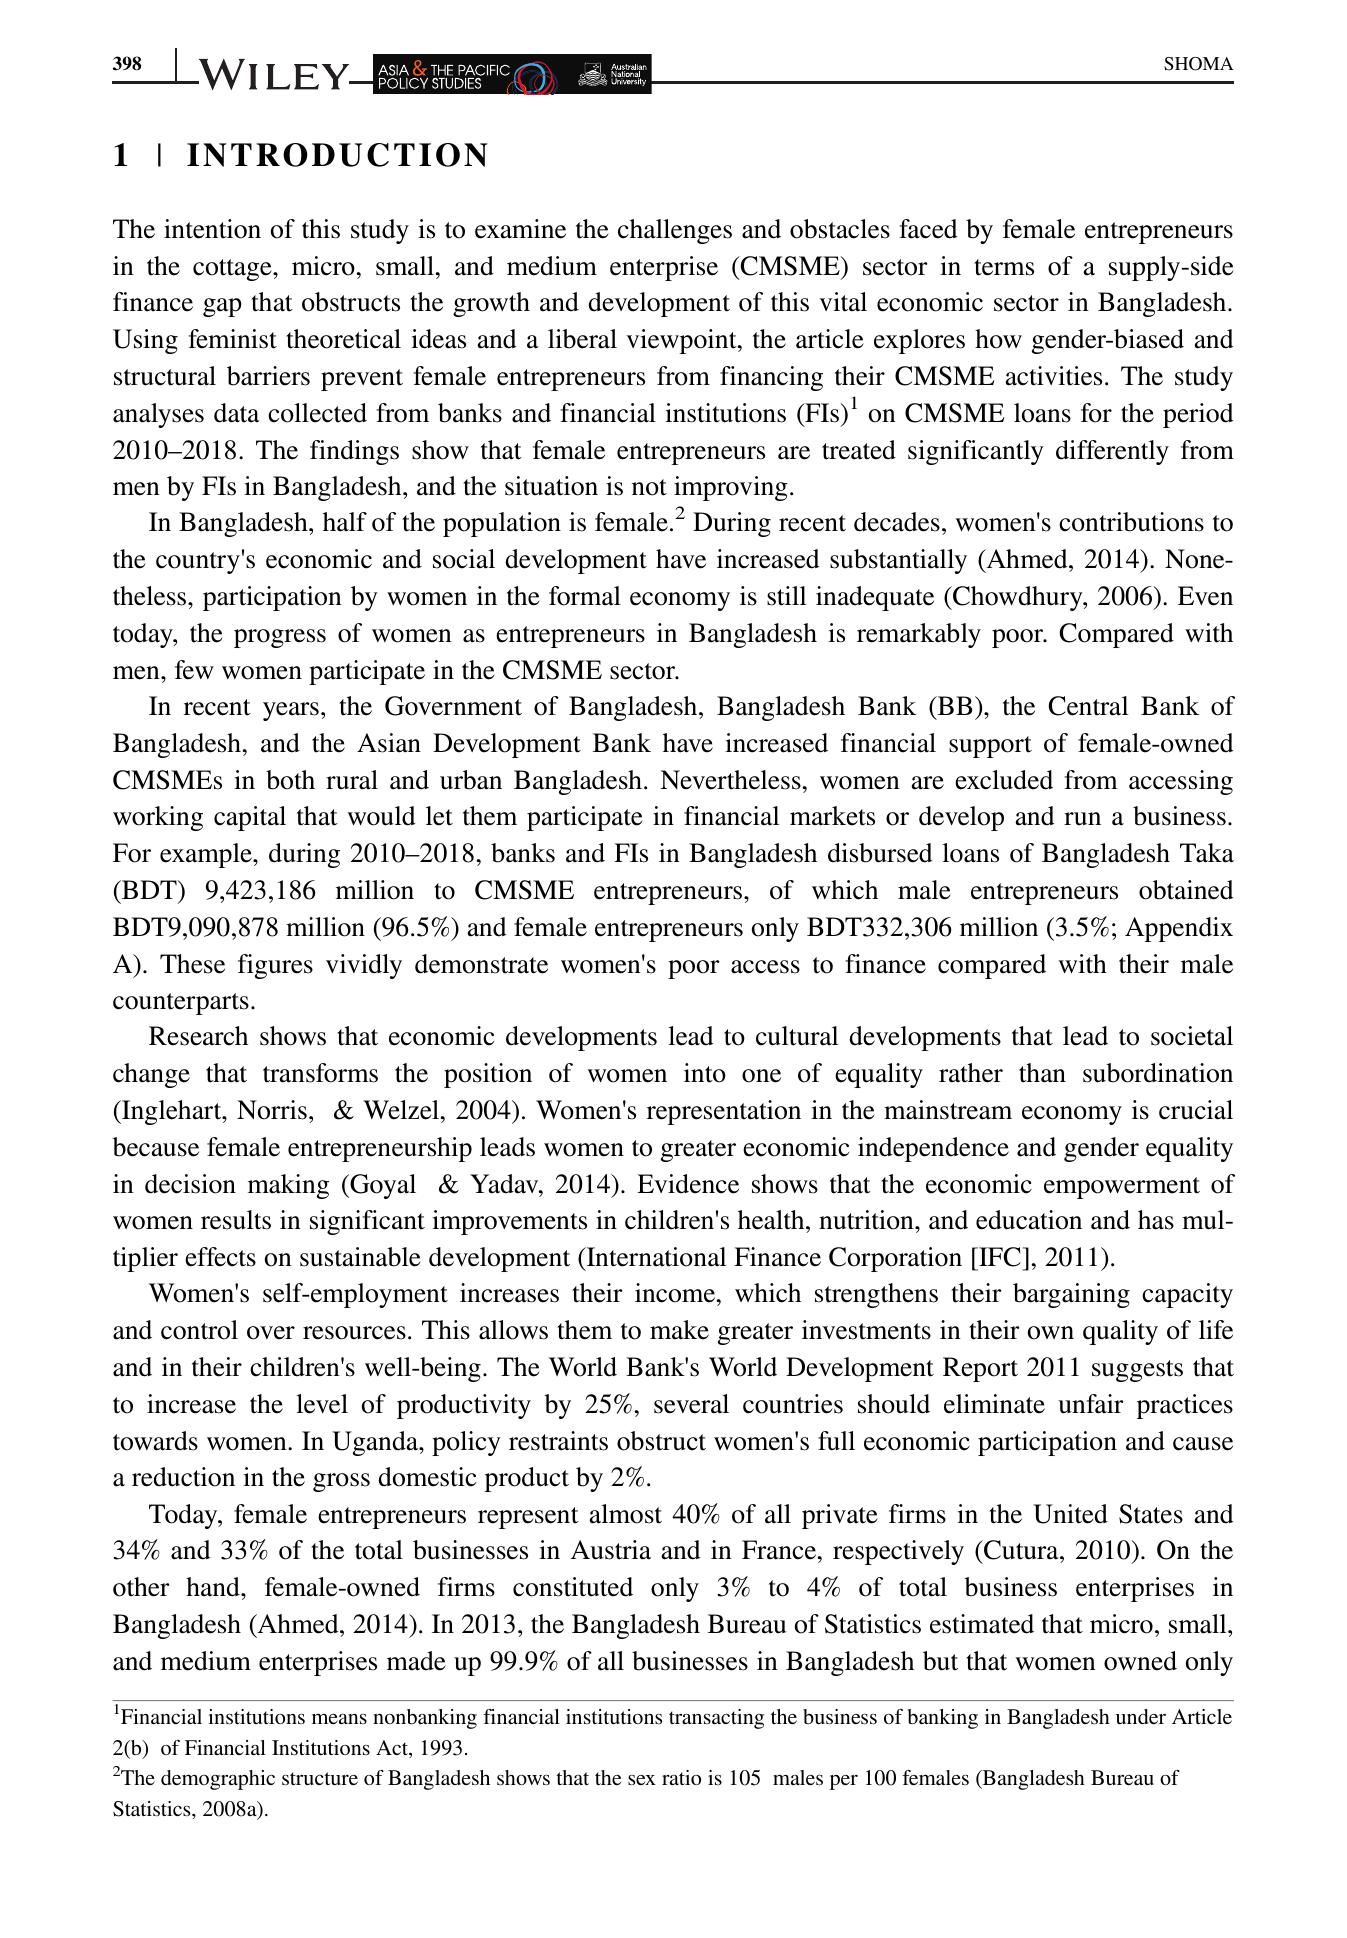 398
WILEY
ASIA & THE PACIFIC
POLICY STUDIES
Australian
National
University
SHOMA
1 | INTRODUCTION
The intention of this study is to examine the challenges and obstacles faced by female entrepreneurs
in the cottage, micro, small, and medium enterprise (CMSME) sector in terms of a supply-side
finance gap that obstructs the growth and development of this vital economic sector in Bangladesh.
Using feminist theoretical ideas and a liberal viewpoint, the article explores how gender-biased and
structural barriers prevent female entrepreneurs from financing their CMSME activities. The study
analyses data collected from banks and financial institutions (FIs)1 on CMSME loans for the period
2010–2018. The findings show that female entrepreneurs are treated significantly differently from
men by FIs in Bangladesh, and the situation is not improving.
In Bangladesh, half of the population is female.2 During recent decades, women's contributions to
the country's economic and social development have increased substantially (Ahmed, 2014). None-
theless, participation by women in the formal economy is still inadequate (Chowdhury, 2006). Even
today, the progress of women as entrepreneurs in Bangladesh is remarkably poor. Compared with
men, few women participate in the CMSME sector.
In recent years, the Government of Bangladesh, Bangladesh Bank (BB), the Central Bank of
Bangladesh, and the Asian Development Bank have increased financial support of female-owned
CMSMEs in both rural and urban Bangladesh. Nevertheless, women are excluded from accessing
working capital that would let them participate in financial markets or develop and run a business.
For example, during 2010–2018, banks and FIs in Bangladesh disbursed loans of Bangladesh Taka
(BDT) 9,423,186 million to CMSME entrepreneurs, of which male entrepreneurs obtained
BDT9,090,878 million (96.5%) and female entrepreneurs only BDT332,306 million (3.5%; Appendix
A). These figures vividly demonstrate women's poor access to finance compared with their male
counterparts.
Research shows that economic developments lead to cultural developments that lead to societal
change that transforms the position of women into one of equality rather than subordination
(Inglehart, Norris, & Welzel, 2004). Women's representation in the mainstream economy is crucial
because female entrepreneurship leads women to greater economic independence and gender equality
in decision making (Goyal & Yadav, 2014). Evidence shows that the economic empowerment of
women results in significant improvements in children's health, nutrition, and education and has mul-
tiplier effects on sustainable development (International Finance Corporation [IFC], 2011).
Women's self-employment increases their income, which strengthens their bargaining capacity
and control over resources. This allows them to make greater investments in their own quality of life
and in their children's well-being. The World Bank's World Development Report 2011 suggests that
to increase the level of productivity by 25%, several countries should eliminate unfair practices
towards women. In Uganda, policy restraints obstruct women's full economic participation and cause
a reduction in the gross domestic product by 2%.
Today, female entrepreneurs represent almost 40% of all private firms in the United States and
34% and 33% of the total businesses in Austria and in France, respectively (Cutura, 2010). On the
other hand, female-owned firms constituted only 3% to 4% of total business enterprises in
Bangladesh (Ahmed, 2014). In 2013, the Bangladesh Bureau of Statistics estimated that micro, small,
and medium enterprises made up 99.9% of all businesses in Bangladesh but that women owned only
1Financial institutions means nonbanking financial institutions transacting the business of banking in Bangladesh under Article
2(b) of Financial Institutions Act, 1993.
2The demographic structure of Bangladesh shows that the sex ratio is 105 males per 100 females (Bangladesh Bureau of
Statistics, 2008a).